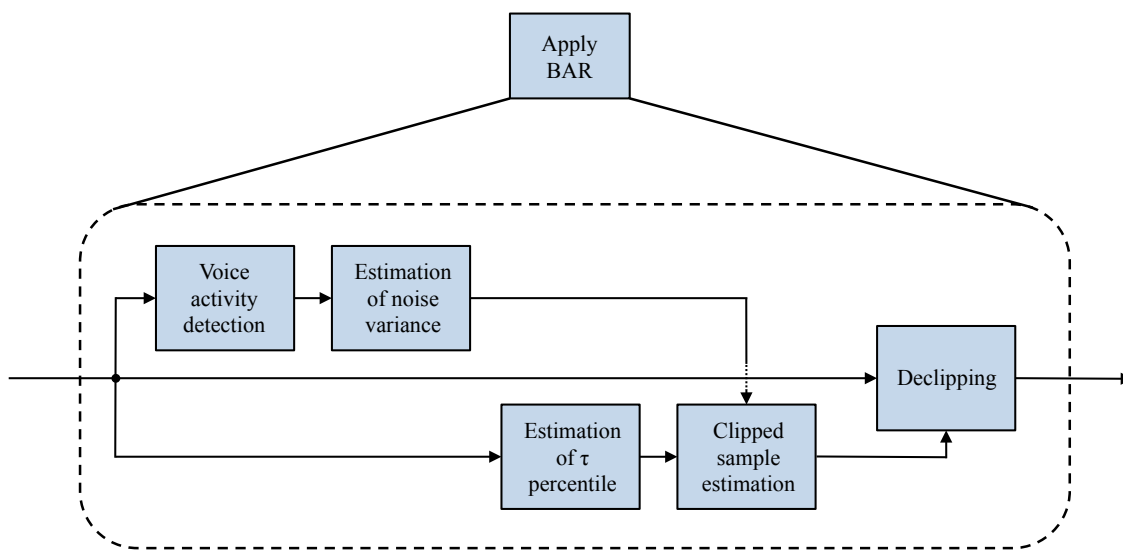 Apply
BAR
Voice
activity
detection
Estimation
of noise
variance
Declipping
Estimation
of τ
percentile
Clipped
sample
estimation